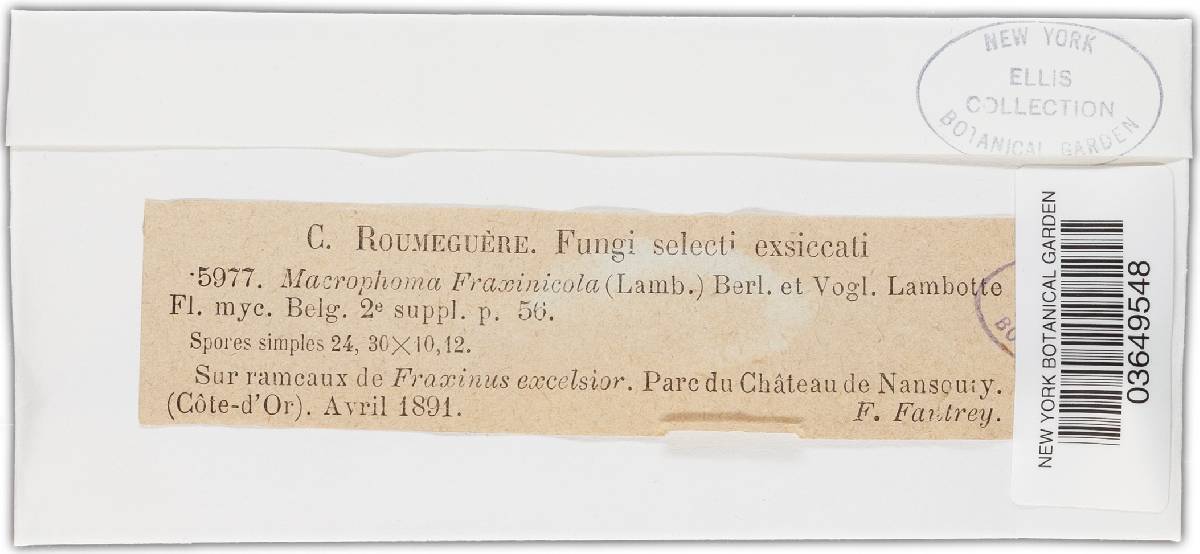 NEW YORK
ELLIS
COLLECTION
BOTANICAL GARDEN
C. ROUMEGUÈRE. Fungi selecti exsiccati
5977. Macrophoma Fraxinicola (Lamb.) Berl. et Vogl. Lambotte
Fl. myc. Belg. 2e suppl. p. 56.
Spores simples 24, 30×10,12.
Sur rameaux de Fraxinus excelsior. Parc du Château de Nansouty.
(Côte-d'Or). Avril 1891. F. Fautrey.
NEW YORK BOTANICAL GARDEN
03649548